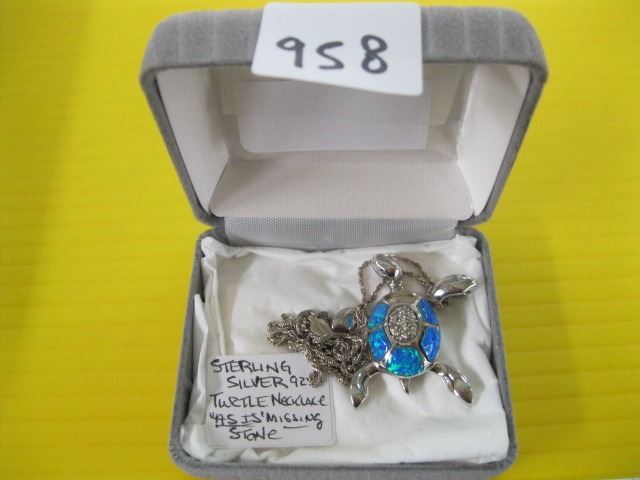 958
STERLING
SILVER 925
TURTLE NECKLACE
"AS IS" MISSING
STONE